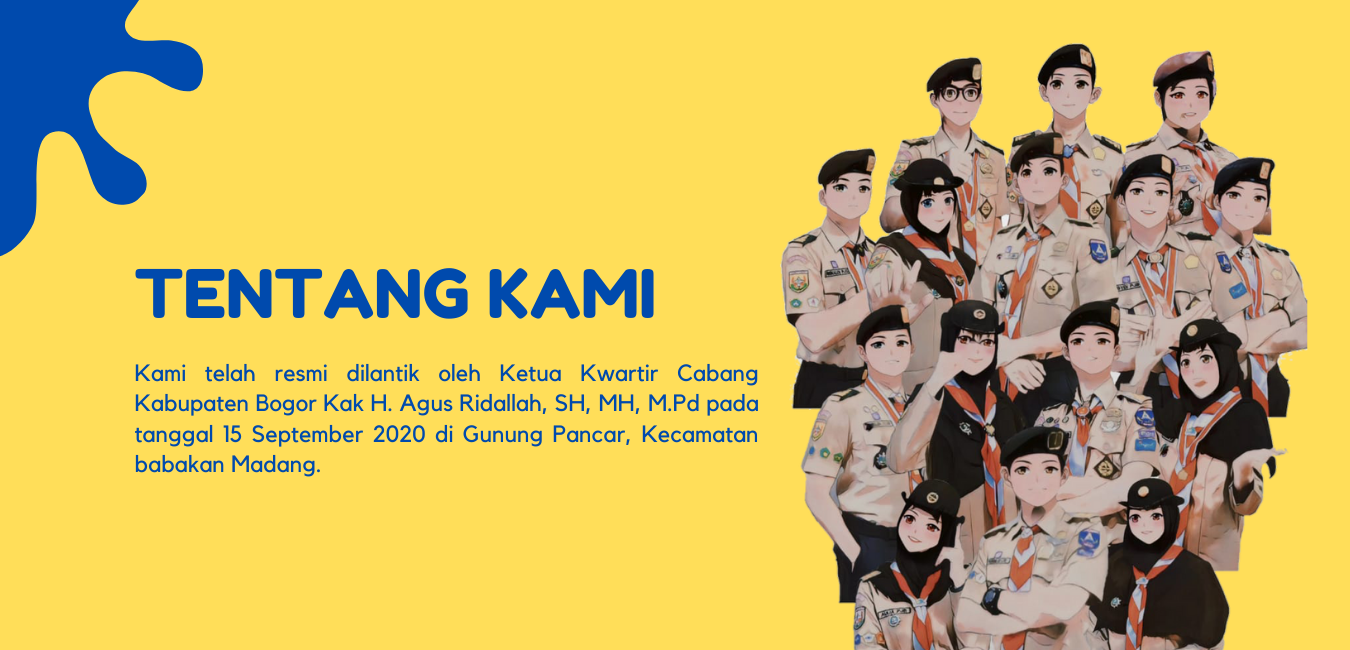 TENTANG KAMI
Kami telah resmi dilantik oleh Ketua Kwartir Cabang
Kabupaten Bogor Kak H. Agus Ridallah, SH, MH, M.Pd pada
tanggal 15 September 2020 di Gunung Pancar, Kecamatan
babakan Madang.